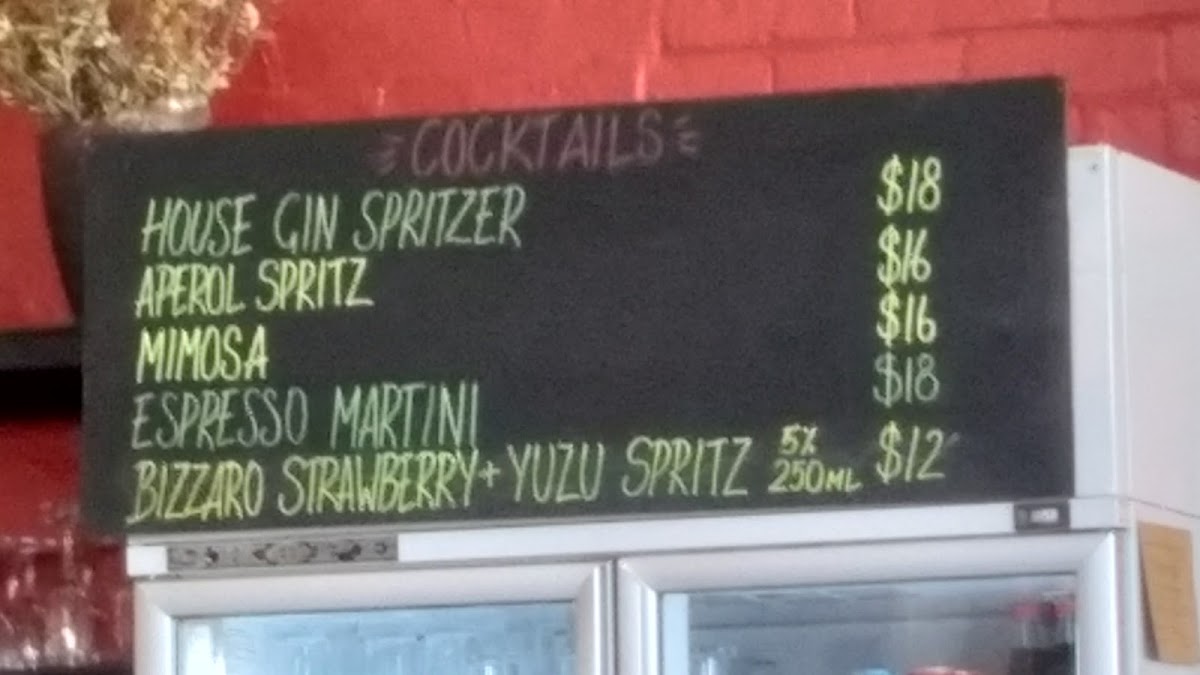 COCKTAILS
HOUSE GIN SPRITZER $18
APEROL SPRITZ $16
MIMOSA $16
ESPRESSO MARTINI $18
BIZZARO STRAWBERRY + YUZU SPRITZ 5% 250ML $12